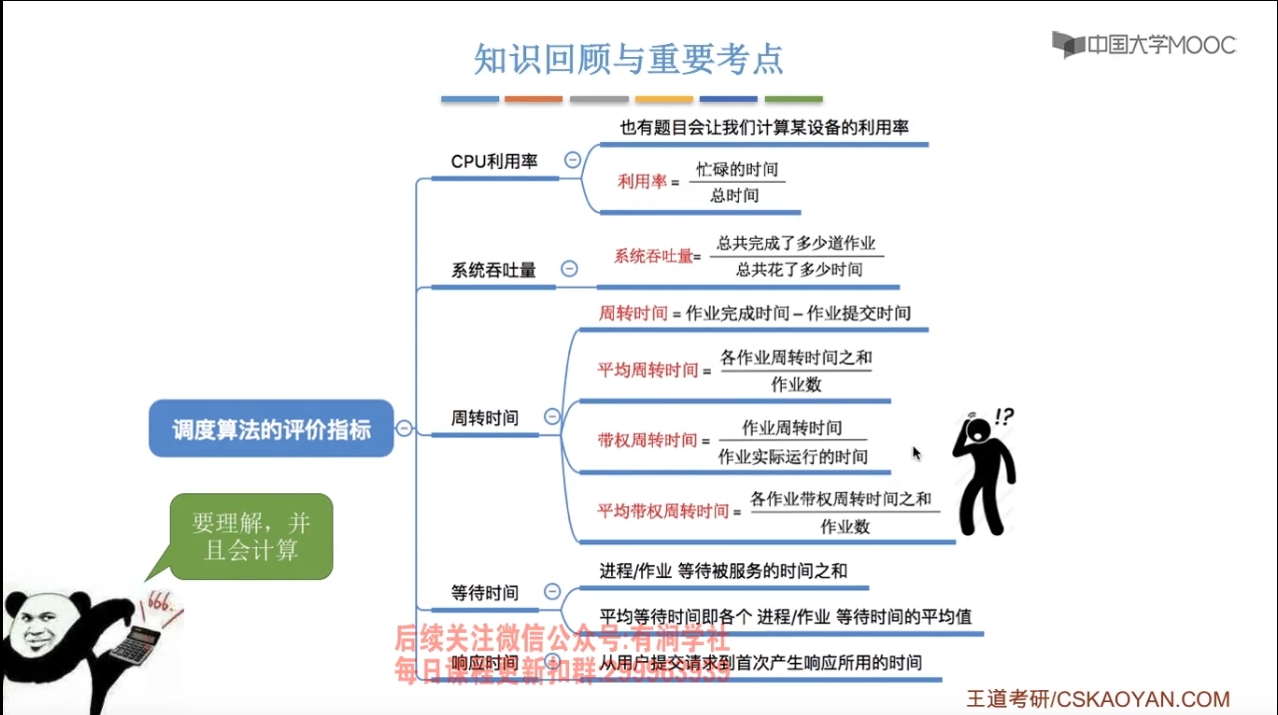 知识回顾与重要考点
中国大学MOOC
也有题目会让我们计算某设备的利用率
CPU利用率
利用率 = 忙碌的时间
总时间
系统吞吐量
系统吞吐量= 总共完成了多少道作业
总共花了多少时间
周转时间 = 作业完成时间 – 作业提交时间
平均周转时间 = 各作业周转时间之和
作业数
周转时间
调度算法的评价指标
带权周转时间 = 作业周转时间
作业实际运行的时间
!?
平均带权周转时间 = 各作业带权周转时间之和
作业数
要理解，并
且会计算
666.
进程/作业 等待被服务的时间之和
等待时间
平均等待时间即各个 进程/作业 等待时间的平均值
后续关注微信公众号:有涧学社
响应时间
从用户提交请求到首次产生响应所用的时间
每日课程更新扣群:299963939
王道考研/CSKAOYAN.COM